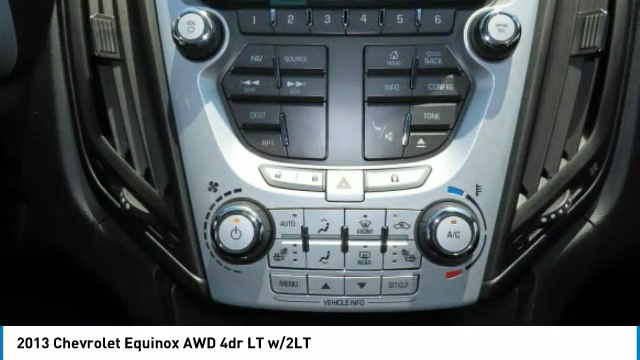 VOL
1 2 3 4 5 6
FAV SOURCE
HOME BACK
INFO CONFIG
DEST
TONE
RPT
AUTO FRONT
A/C
REAR
MENU SET/CLR
VEHICLE INFO
2013 Chevrolet Equinox AWD 4dr LT w/2LT